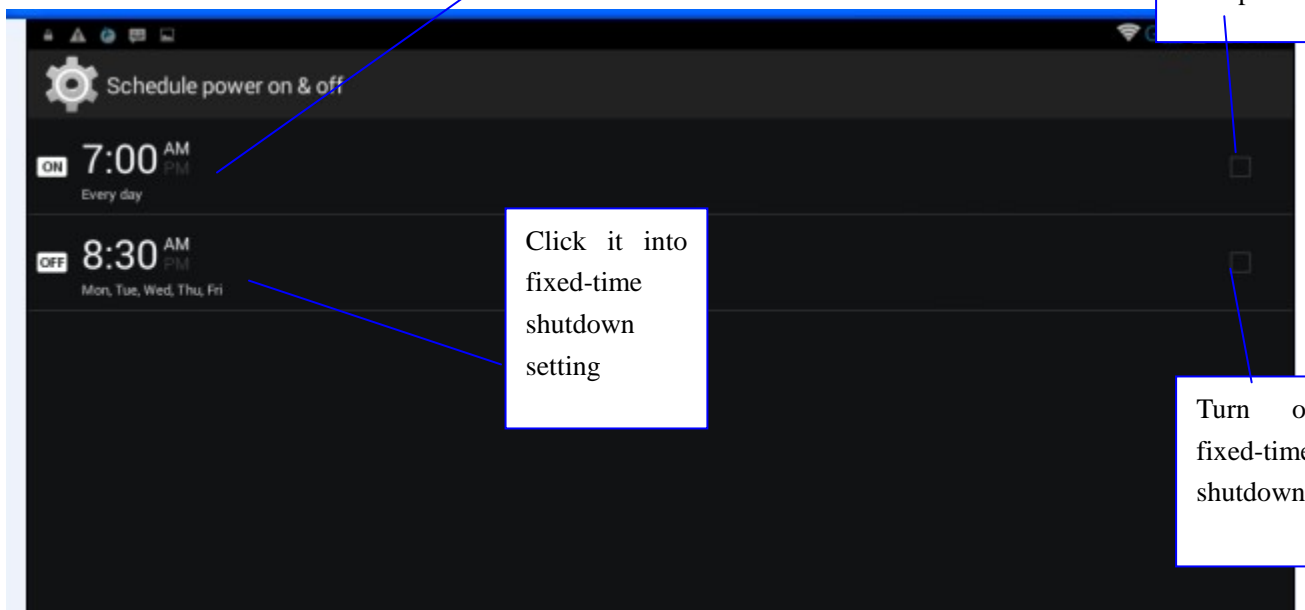 Schedule power on & off
ON 7:00 AM
PM
Every day
OFF 8:30 AM
PM
Mon, Tue, Wed, Thu, Fri
Click it into
fixed-time
shutdown
setting
Turn
fixed-time
shutdown